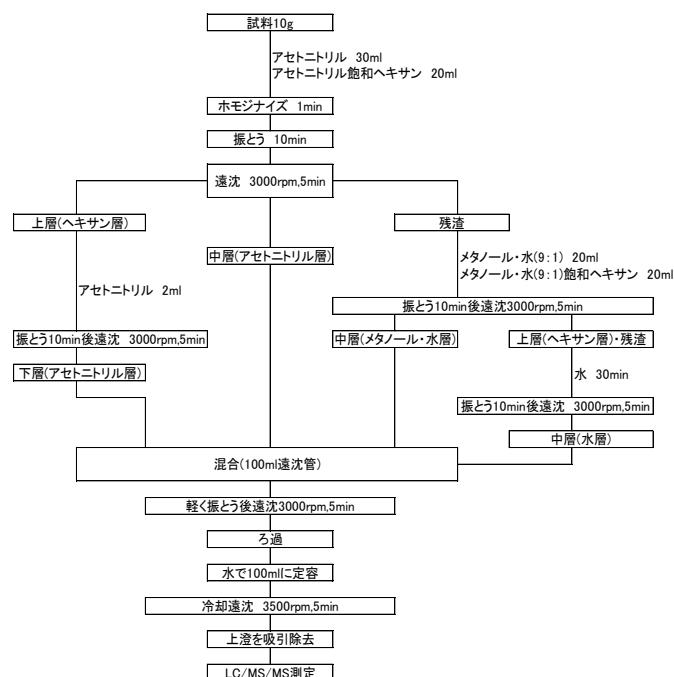 試料10g
アセトニトリル 30ml
アセトニトリル飽和ヘキサン 20ml
ホモジナイズ 1min
振とう 10min
遠沈 3000rpm,5min
上層(ヘキサン層)
残渣
中層(アセトニトリル層)
メタノール・水(9:1) 20ml
メタノール・水(9:1)飽和ヘキサン 20ml
アセトニトリル 2ml
振とう10min後遠沈3000rpm,5min
振とう10min後遠沈 3000rpm,5min
中層(メタノール・水層)
上層(ヘキサン層)・残渣
下層(アセトニトリル層)
水 30min
振とう10min後遠沈 3000rpm,5min
中層(水層)
混合(100ml遠沈管)
軽く振とう後遠沈3000rpm,5min
ろ過
水で100mlに定容
冷却遠沈 3500rpm,5min
上澄を吸引除去
LC/MS/MS測定